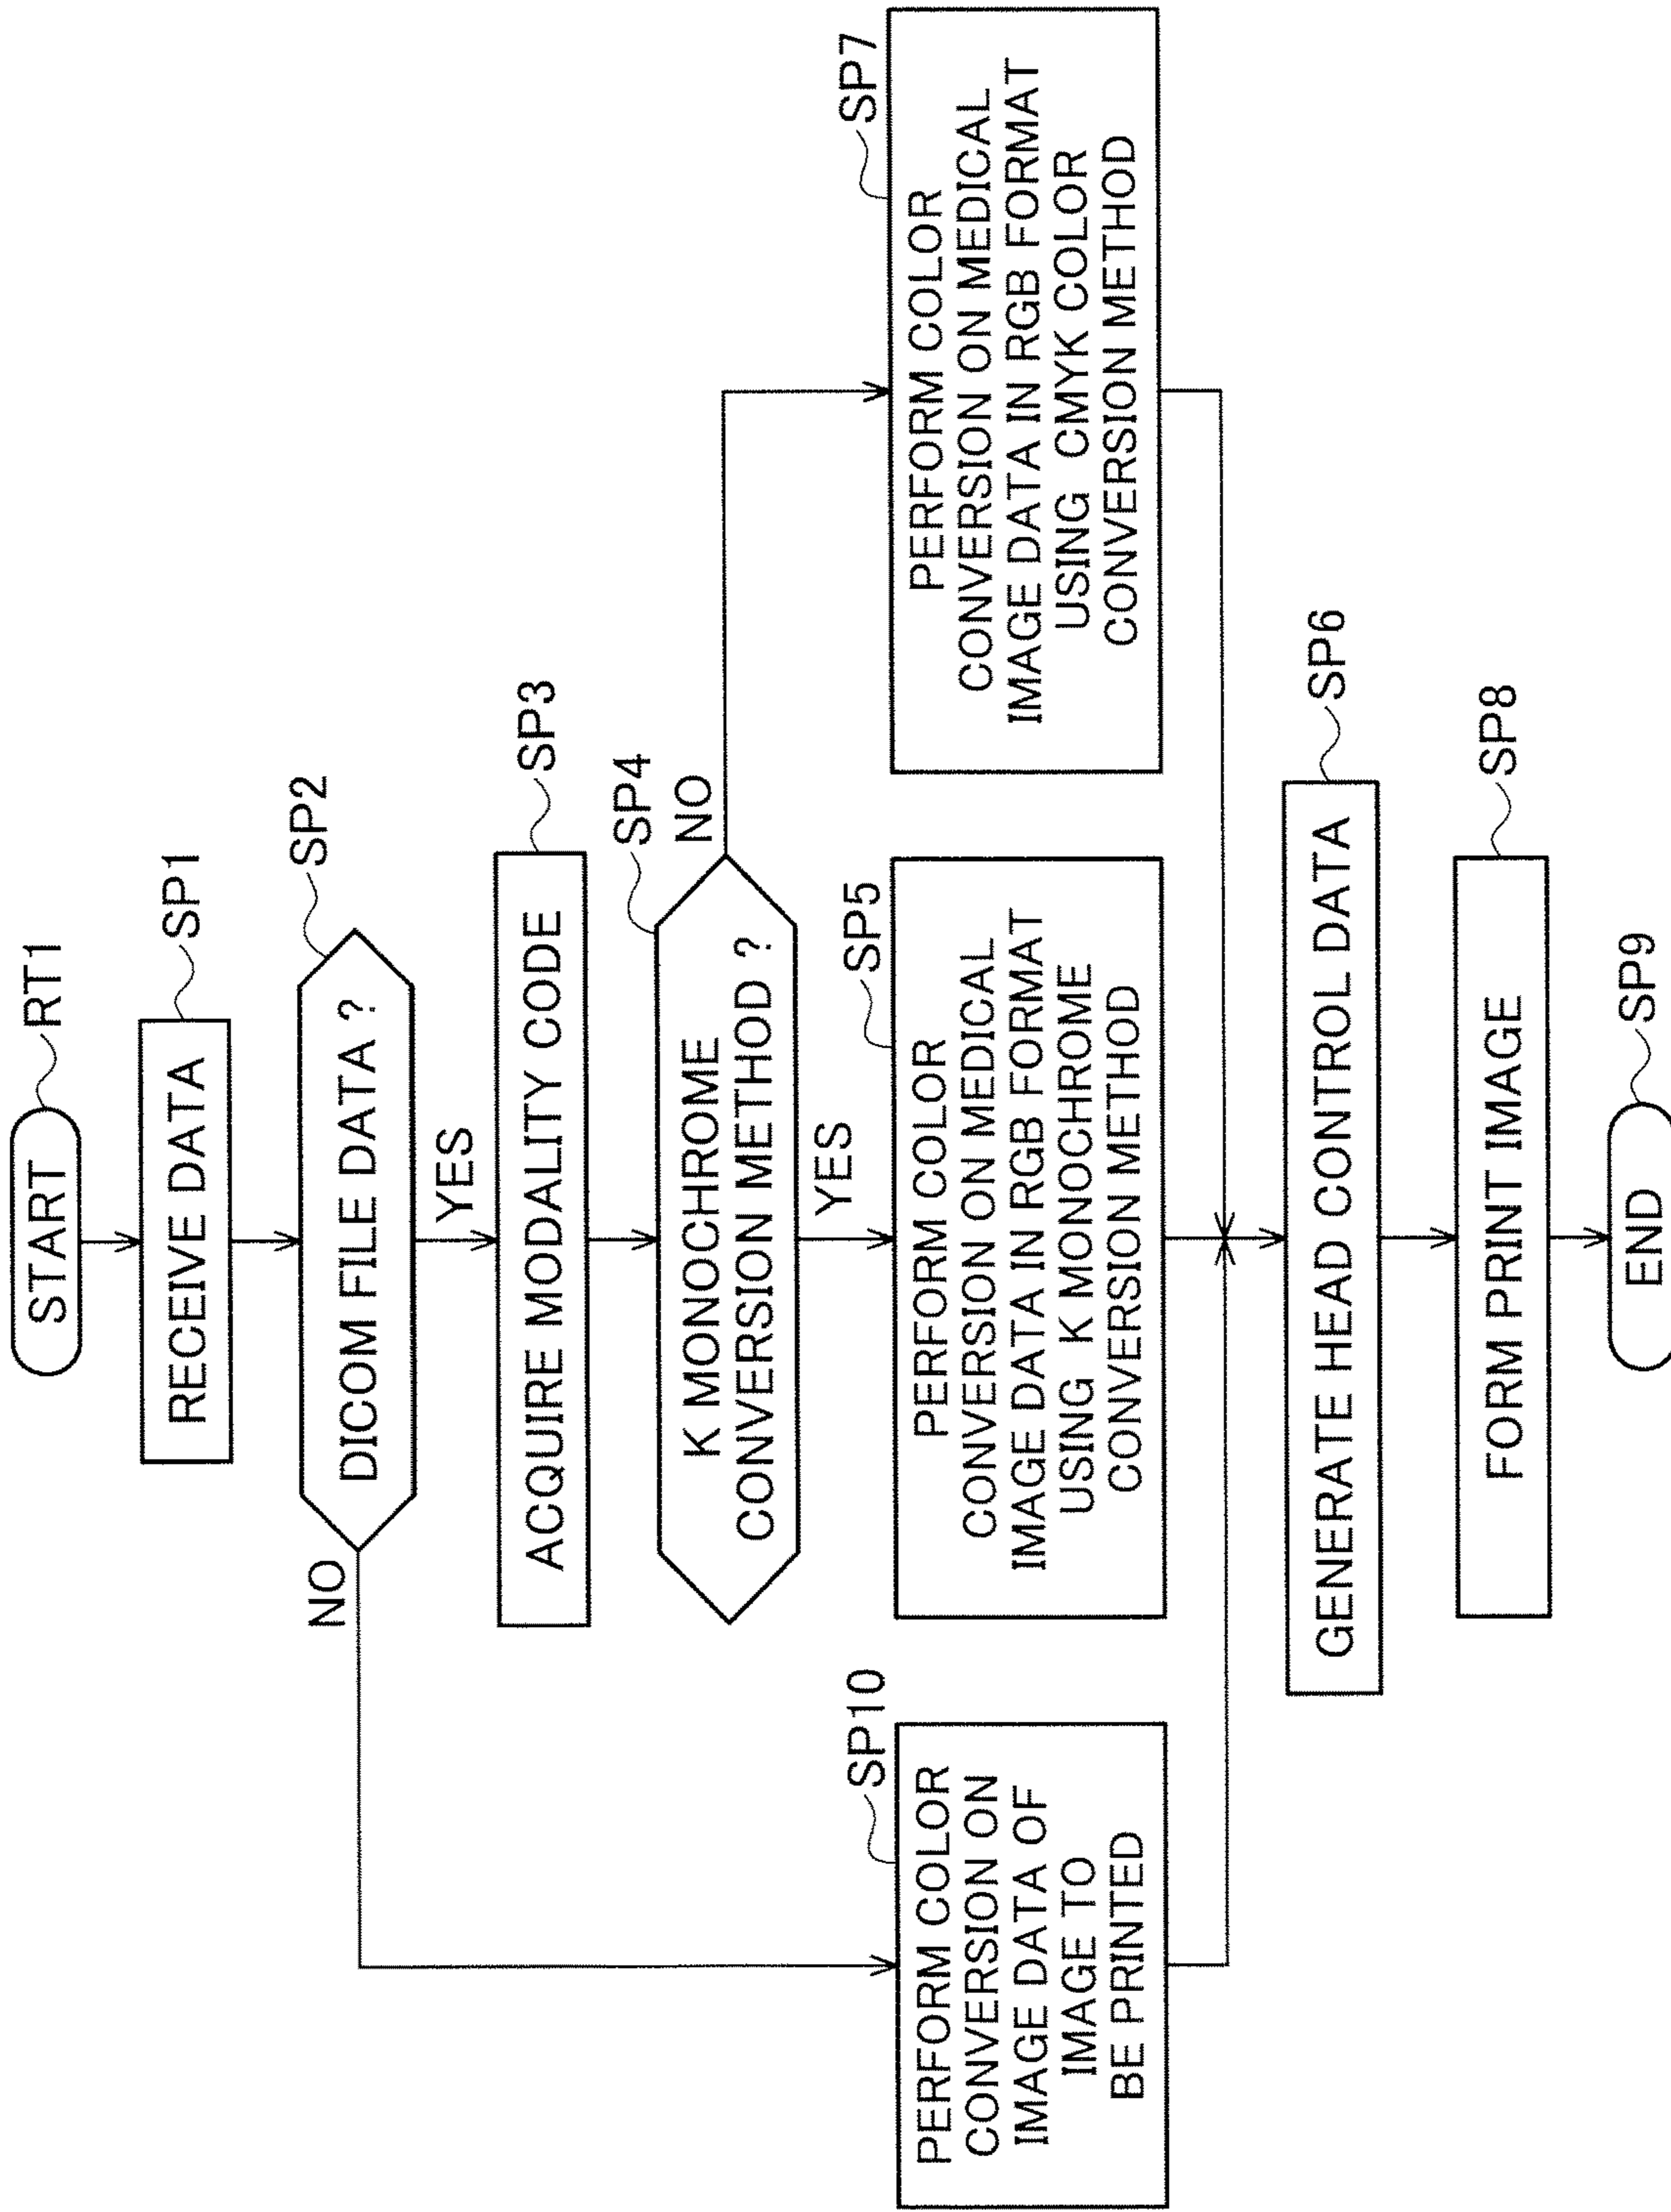 START
RT1
RECEIVE DATA
SP1
DICOM FILE DATA ?
SP2
NO
YES
ACQUIRE MODALITY CODE
SP3
K MONOCHROME
CONVERSION METHOD ?
SP4
NO
YES
PERFORM COLOR
CONVERSION ON
IMAGE DATA OF
IMAGE TO
BE PRINTED
SP10
PERFORM COLOR
CONVERSION ON MEDICAL
IMAGE DATA IN RGB FORMAT
USING K MONOCHROME
CONVERSION METHOD
SP5
PERFORM COLOR
CONVERSION ON MEDICAL
IMAGE DATA IN RGB FORMAT
USING CMYK COLOR
CONVERSION METHOD
SP7
GENERATE HEAD CONTROL DATA
SP6
FORM PRINT IMAGE
SP8
END
SP9